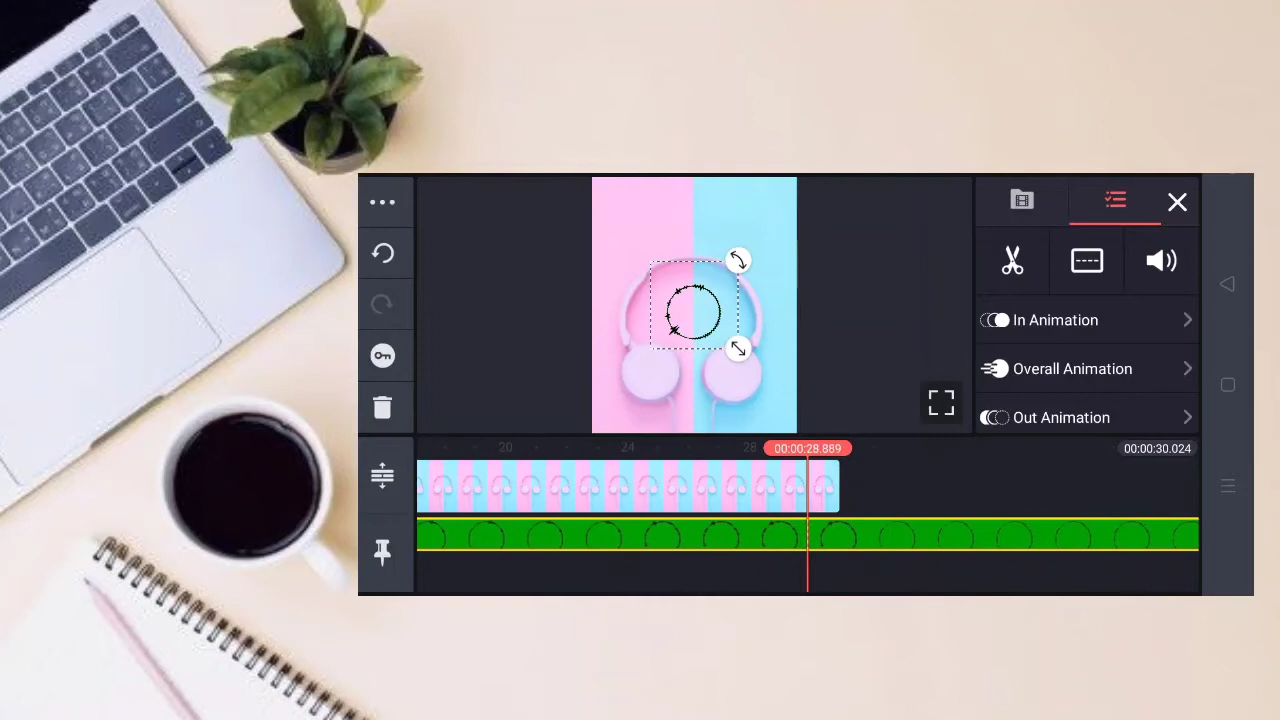 In Animation
Overall Animation
Out Animation
20
24
28
00:00:28.889
00:00:30.024